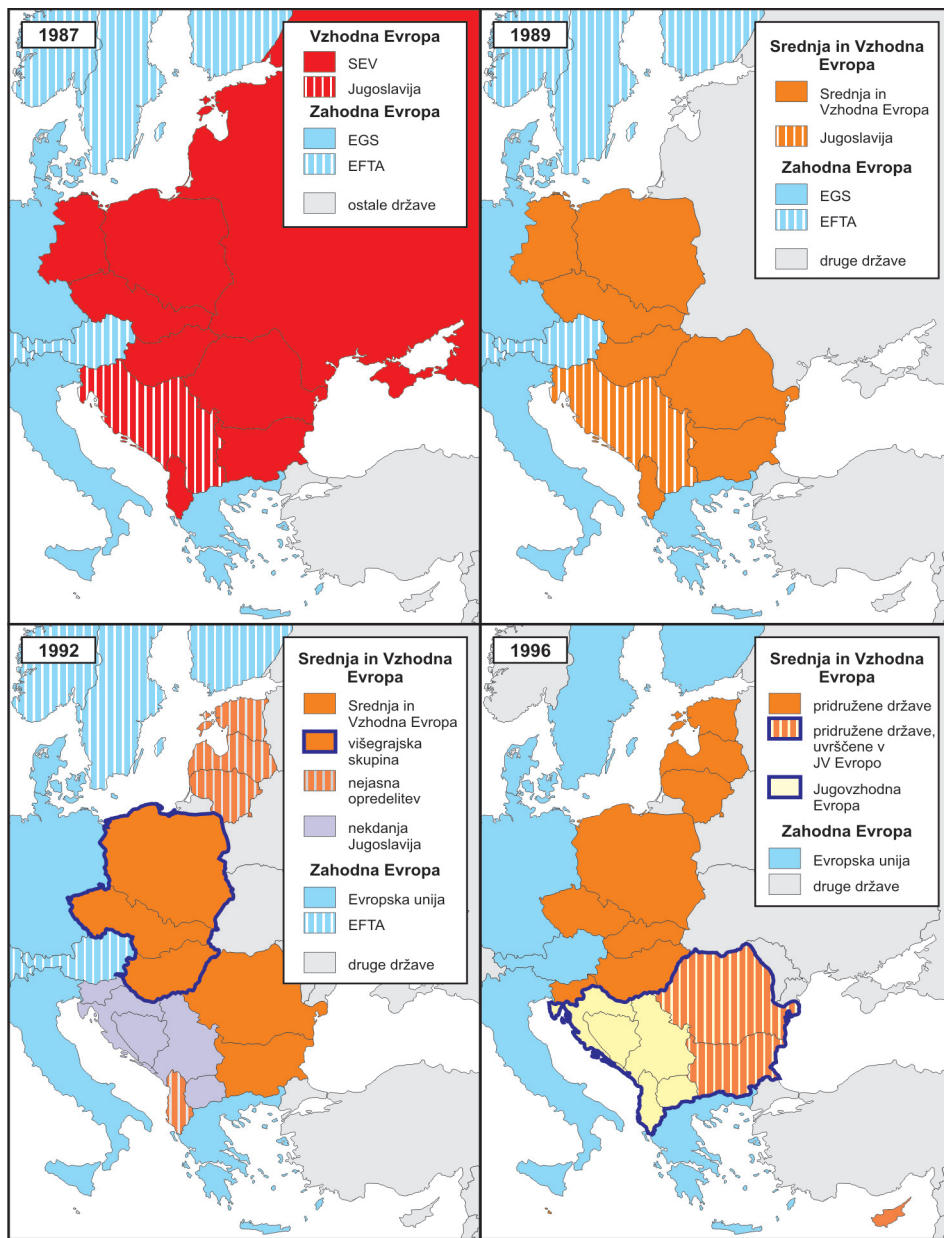 1987
Vzhodna Evropa
SEV
Jugoslavija
Zahodna Evropa
EGS
EFTA
ostale države
1989
Srednja in Vzhodna
Evropa
Srednja in
Vzhodna Evropa
Jugoslavija
Zahodna Evropa
EGS
EFTA
druge države
1992
Srednja in Vzhodna
Evropa
Srednja in
Vzhodna Evropa
višegrajska
skupina
nejasna
opredelitev
nekdanja
Jugoslavija
Zahodna Evropa
Evropska unija
EFTA
druge države
1996
Srednja in Vzhodna
Evropa
pridružene države
pridružene države,
uvrščene v
JV Evropo
Jugovzhodna
Evropa
Zahodna Evropa
Evropska unija
druge države